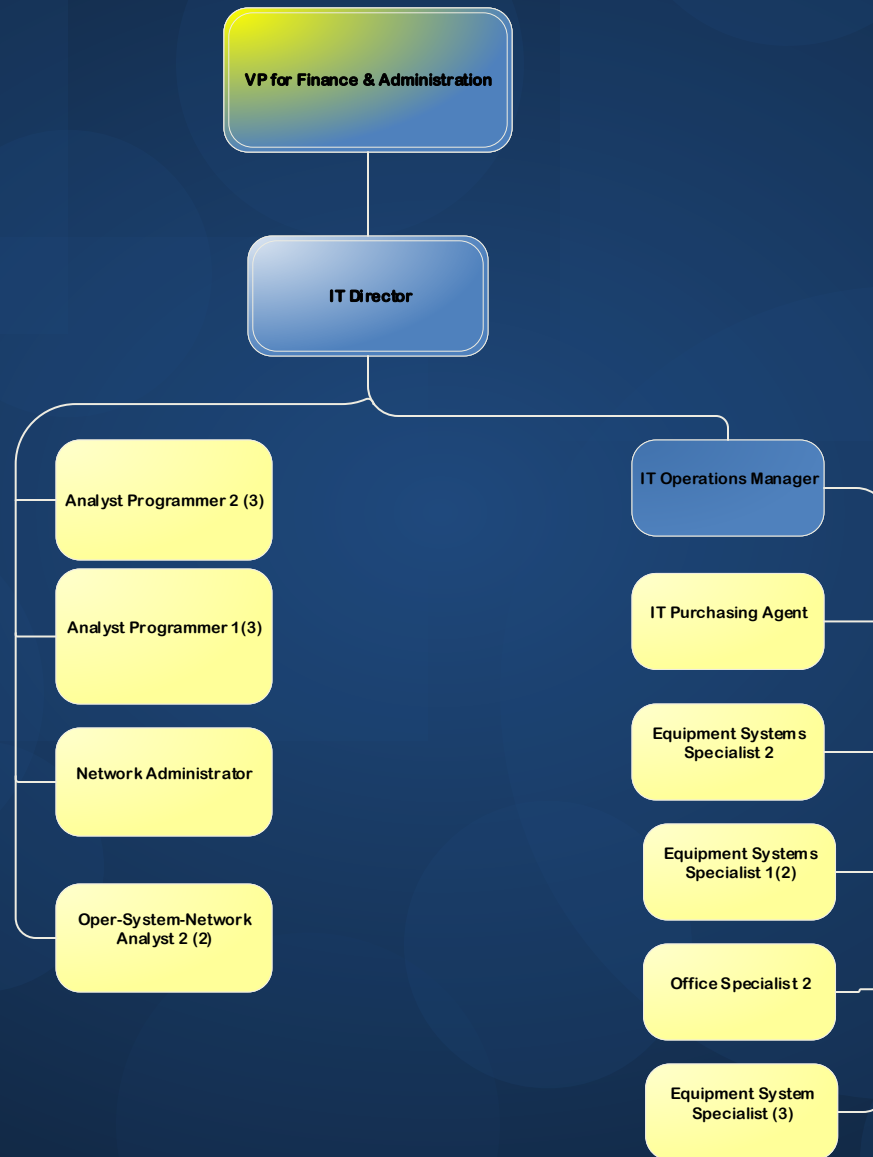 VP for Finance & Administration
IT Director
Analyst Programmer 2 (3)
Analyst Programmer 1(3)
Network Administrator
Oper-System-Network
Analyst 2 (2)
IT Operations Manager
IT Purchasing Agent
Equipment Systems
Specialist 2
Equipment Systems
Specialist 1(2)
Office Specialist 2
Equipment System
Specialist (3)